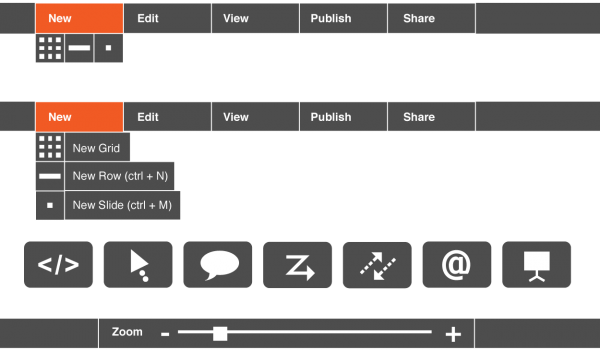 New Edit View Publish Share
New Edit View Publish Share
New Grid
New Row (ctrl + N)
New Slide (ctrl + M)
</> @
Zoom - +